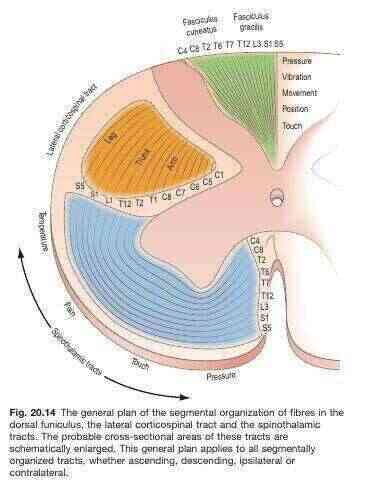 Fasciculus cuneatus
Fasciculus gracilis
C4 C8 T2 T6 T7 T12 L3 S1 S5
Pressure
Vibration
Movement
Position
Touch
Lateral corticospinal tract
Leg
Trunk
Arm
S5 S1 L1 T12 T2 T1 C8 C7 C6 C5 C1
Temperature
Pain
Spinothalamic tracts
Touch
Pressure
C4
C8
T2
T6
T7
T12
L3
S1
S5
Fig. 20.14 The general plan of the segmental organization of fibres in the
dorsal funiculus, the lateral corticospinal tract and the spinothalamic
tracts. The probable cross-sectional areas of these tracts are
schematically enlarged. This general plan applies to all segmentally
organized tracts, whether ascending, descending, ipsilateral or
contralateral.